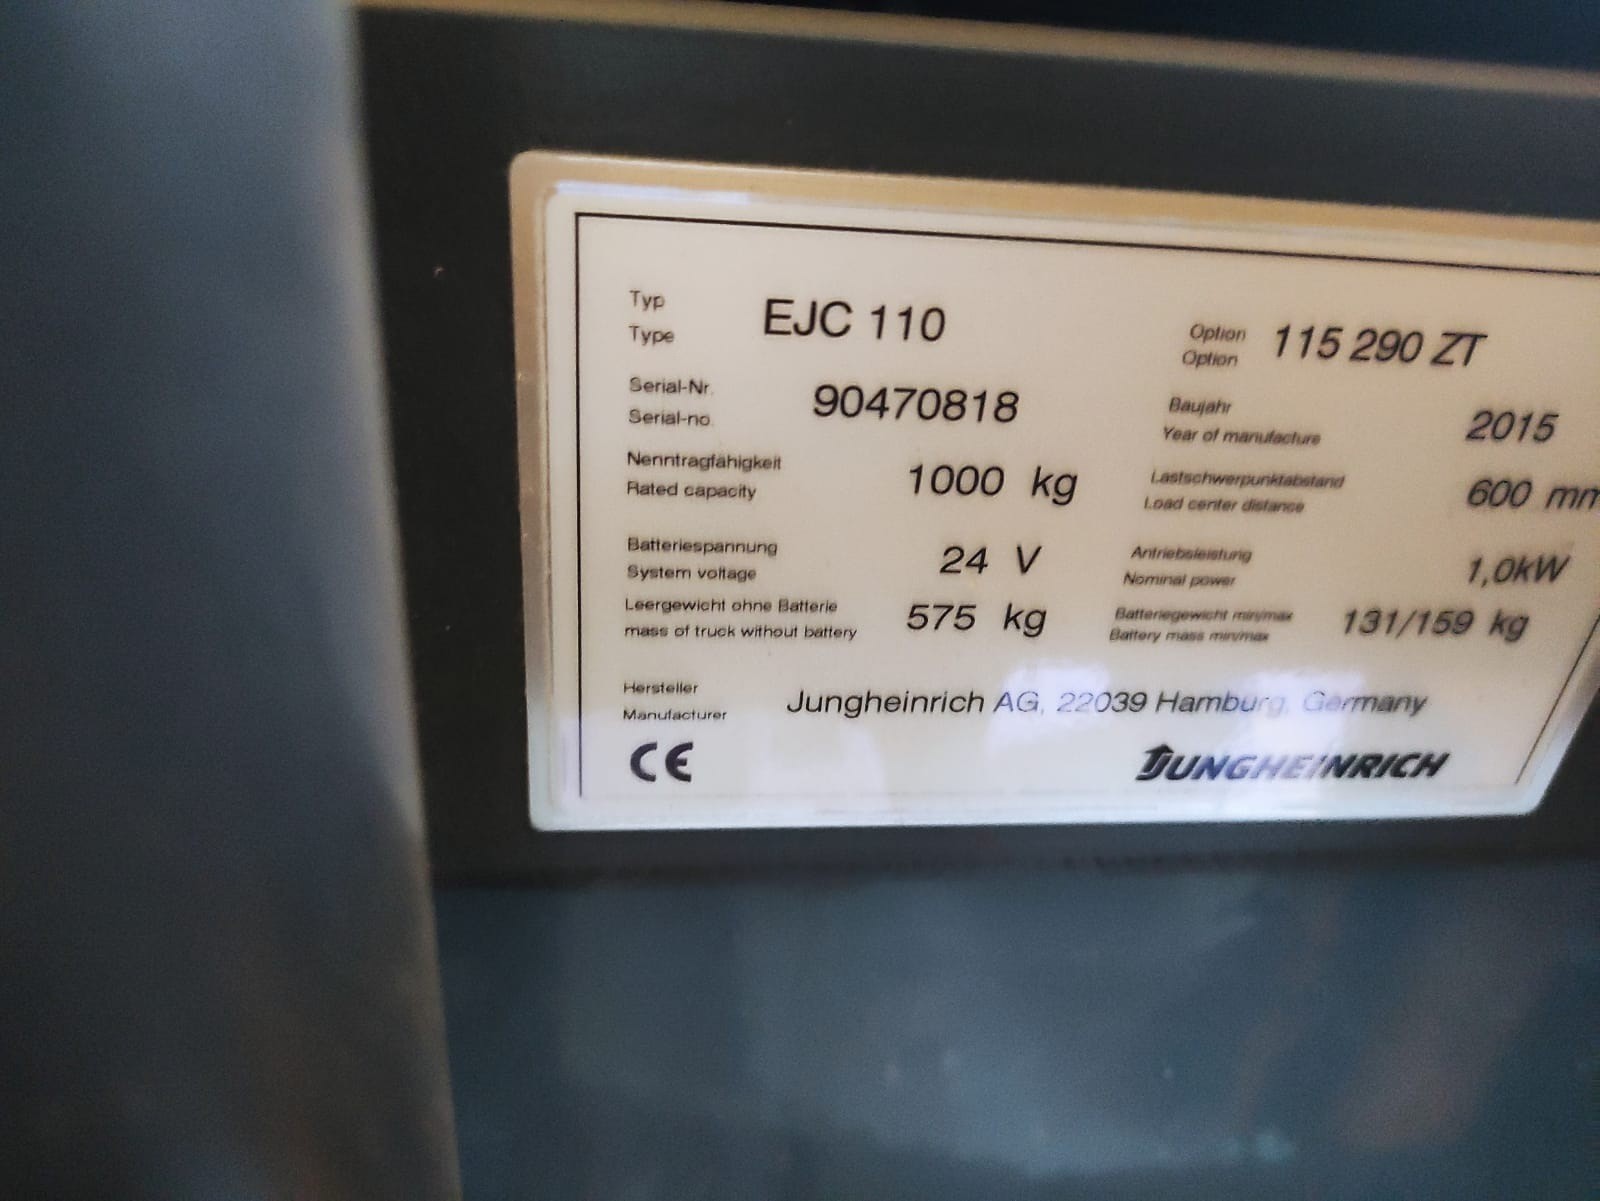 Typ
Type
EJC 110
Option
Option
115 290 ZT
Serial-Nr.
Serial-no.
90470818
Baujahr
Year of manufacture
2015
Nenntragfähigkeit
Rated capacity
1000 kg
Lastschwerpunktabstand
Load center distance
600 mm
Batteriespannung
System voltage
24 V
Antriebsleistung
Nominal power
1,0kW
Leergewicht ohne Batterie
mass of truck without battery
575 kg
Batteriegewicht min/max
Battery mass min/max
131/159 kg
Hersteller
Manufacturer
Jungheinrich AG, 22039 Hamburg, Germany
CE
JUNGHEINRICH